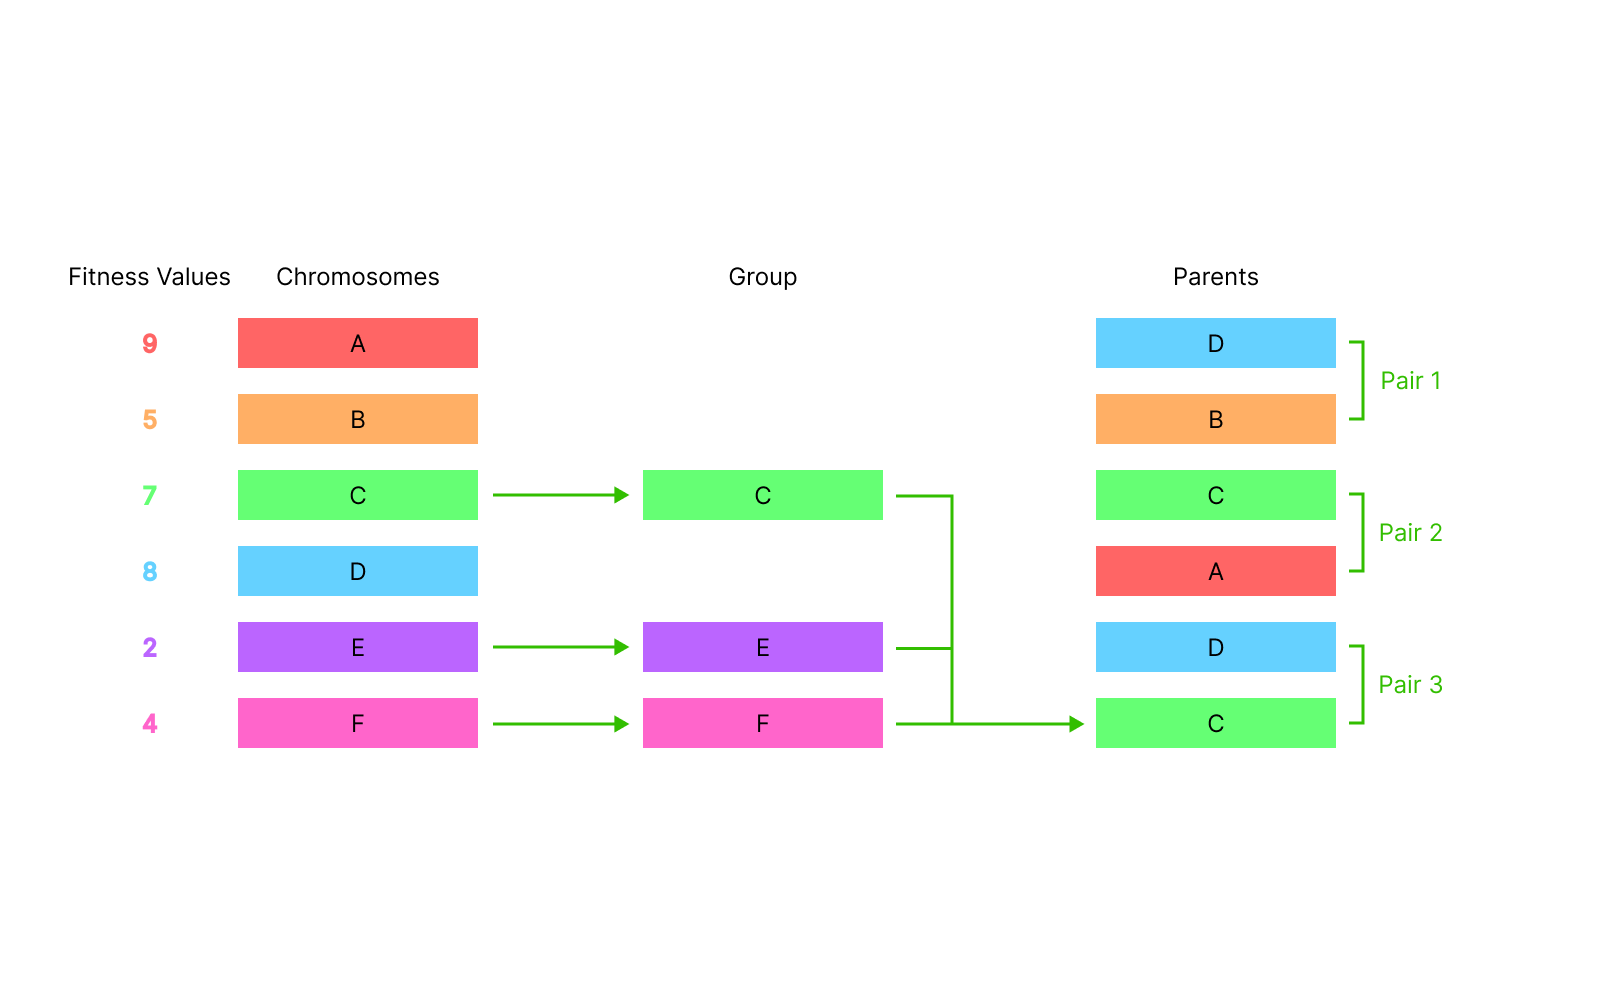 Fitness Values Chromosomes Group Parents
9 A D
Pair 1
5 B B
7 C C C
Pair 2
8 D A
2 E E D
Pair 3
4 F F C